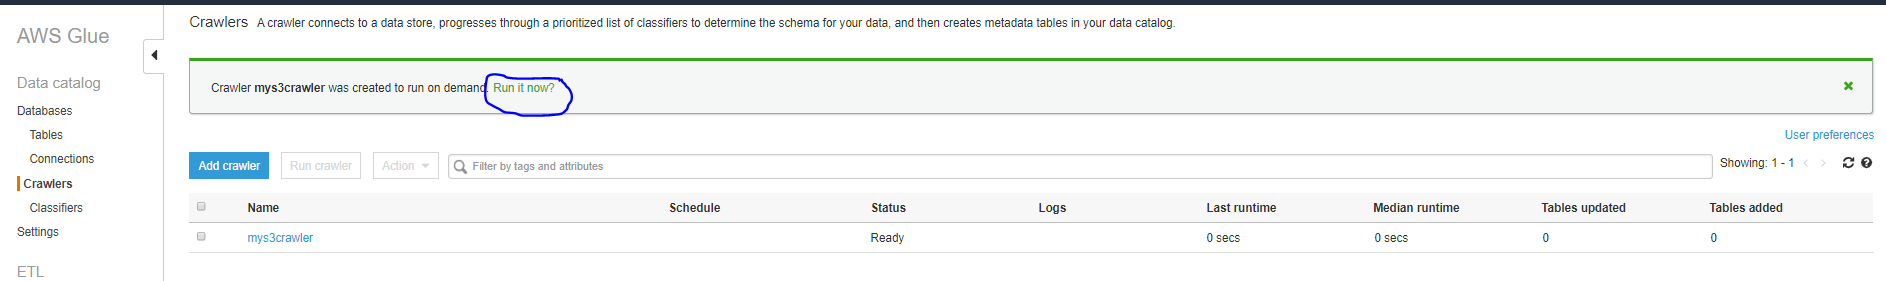 AWS Glue
Data catalog
Databases
Tables
Connections
Crawlers
Classifiers
Settings
ETL
Crawlers A crawler connects to a data store, progresses through a prioritized list of classifiers to determine the schema for your data, and then creates metadata tables in your data catalog.
Crawler mys3crawler was created to run on demand. Run it now?
User preferences
Add crawler Run crawler Action Filter by tags and attributes Showing: 1 - 1
Name Schedule Status Logs Last runtime Median runtime Tables updated Tables added
mys3crawler Ready 0 secs 0 secs 0 0